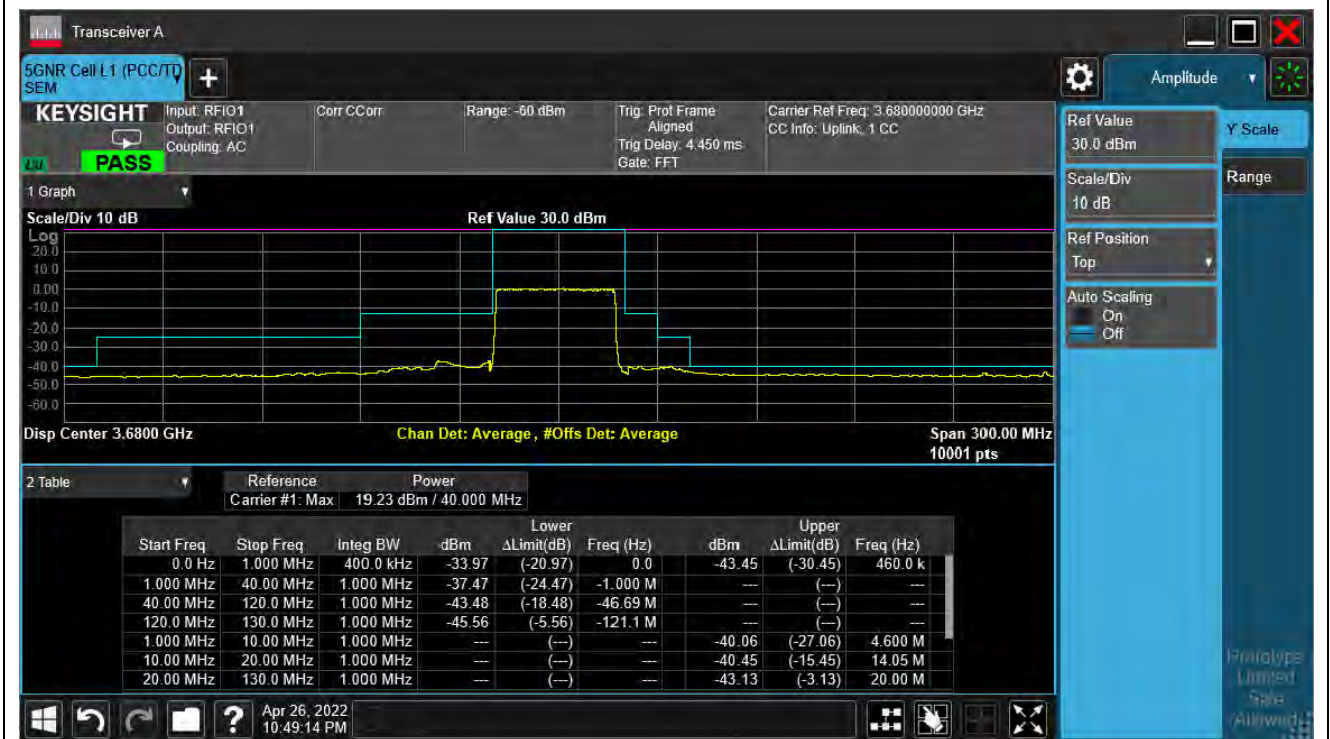 Transceiver A
5GNR Cell L1 (PCC/TD
SEM
+
Amplitude
KEYSIGHT
Input: RFIO1
Output: RFIO1
Coupling: AC
Corr CCorr
Range: -60 dBm
Trig: Prot Frame
Aligned
Trig Delay: 4.450 ms
Gate: FFT
Carrier Ref Freq: 3.680000000 GHz
CC Info: Uplink, 1 CC
PASS
Ref Value
30.0 dBm
Y Scale
Scale/Div
10 dB
Range
Ref Position
Top
Auto Scaling
On
Off
1 Graph
Scale/Div 10 dB
Ref Value 30.0 dBm
Log
20.0
10.0
0.00
-10.0
-20.0
-30.0
-40.0
-50.0
-60.0
Disp Center 3.6800 GHz
Chan Det: Average , #Offs Det: Average
Span 300.00 MHz
10001 pts
2 Table
Reference Power
Carrier #1: Max 19.23 dBm / 40.000 MHz
Lower Upper
Start Freq Stop Freq Integ BW dBm ΔLimit(dB) Freq (Hz) dBm ΔLimit(dB) Freq (Hz)
0.0 Hz 1.000 MHz 400.0 kHz -33.97 (-20.97) 0.0 -43.45 (-30.45) 460.0 k
1.000 MHz 40.00 MHz 1.000 MHz -37.47 (-24.47) -1.000 M --- (---) ---
40.00 MHz 120.0 MHz 1.000 MHz -43.48 (-18.48) -46.69 M --- (---) ---
120.0 MHz 130.0 MHz 1.000 MHz -45.56 (-5.56) -121.1 M --- (---) ---
1.000 MHz 10.00 MHz 1.000 MHz --- (---) --- -40.06 (-27.06) 4.600 M
10.00 MHz 20.00 MHz 1.000 MHz --- (---) --- -40.45 (-15.45) 14.05 M
20.00 MHz 130.0 MHz 1.000 MHz --- (---) --- -43.13 (-3.13) 20.00 M
Prototype
Limited
Sale
Allowed
?
Apr 26, 2022
10:49:14 PM